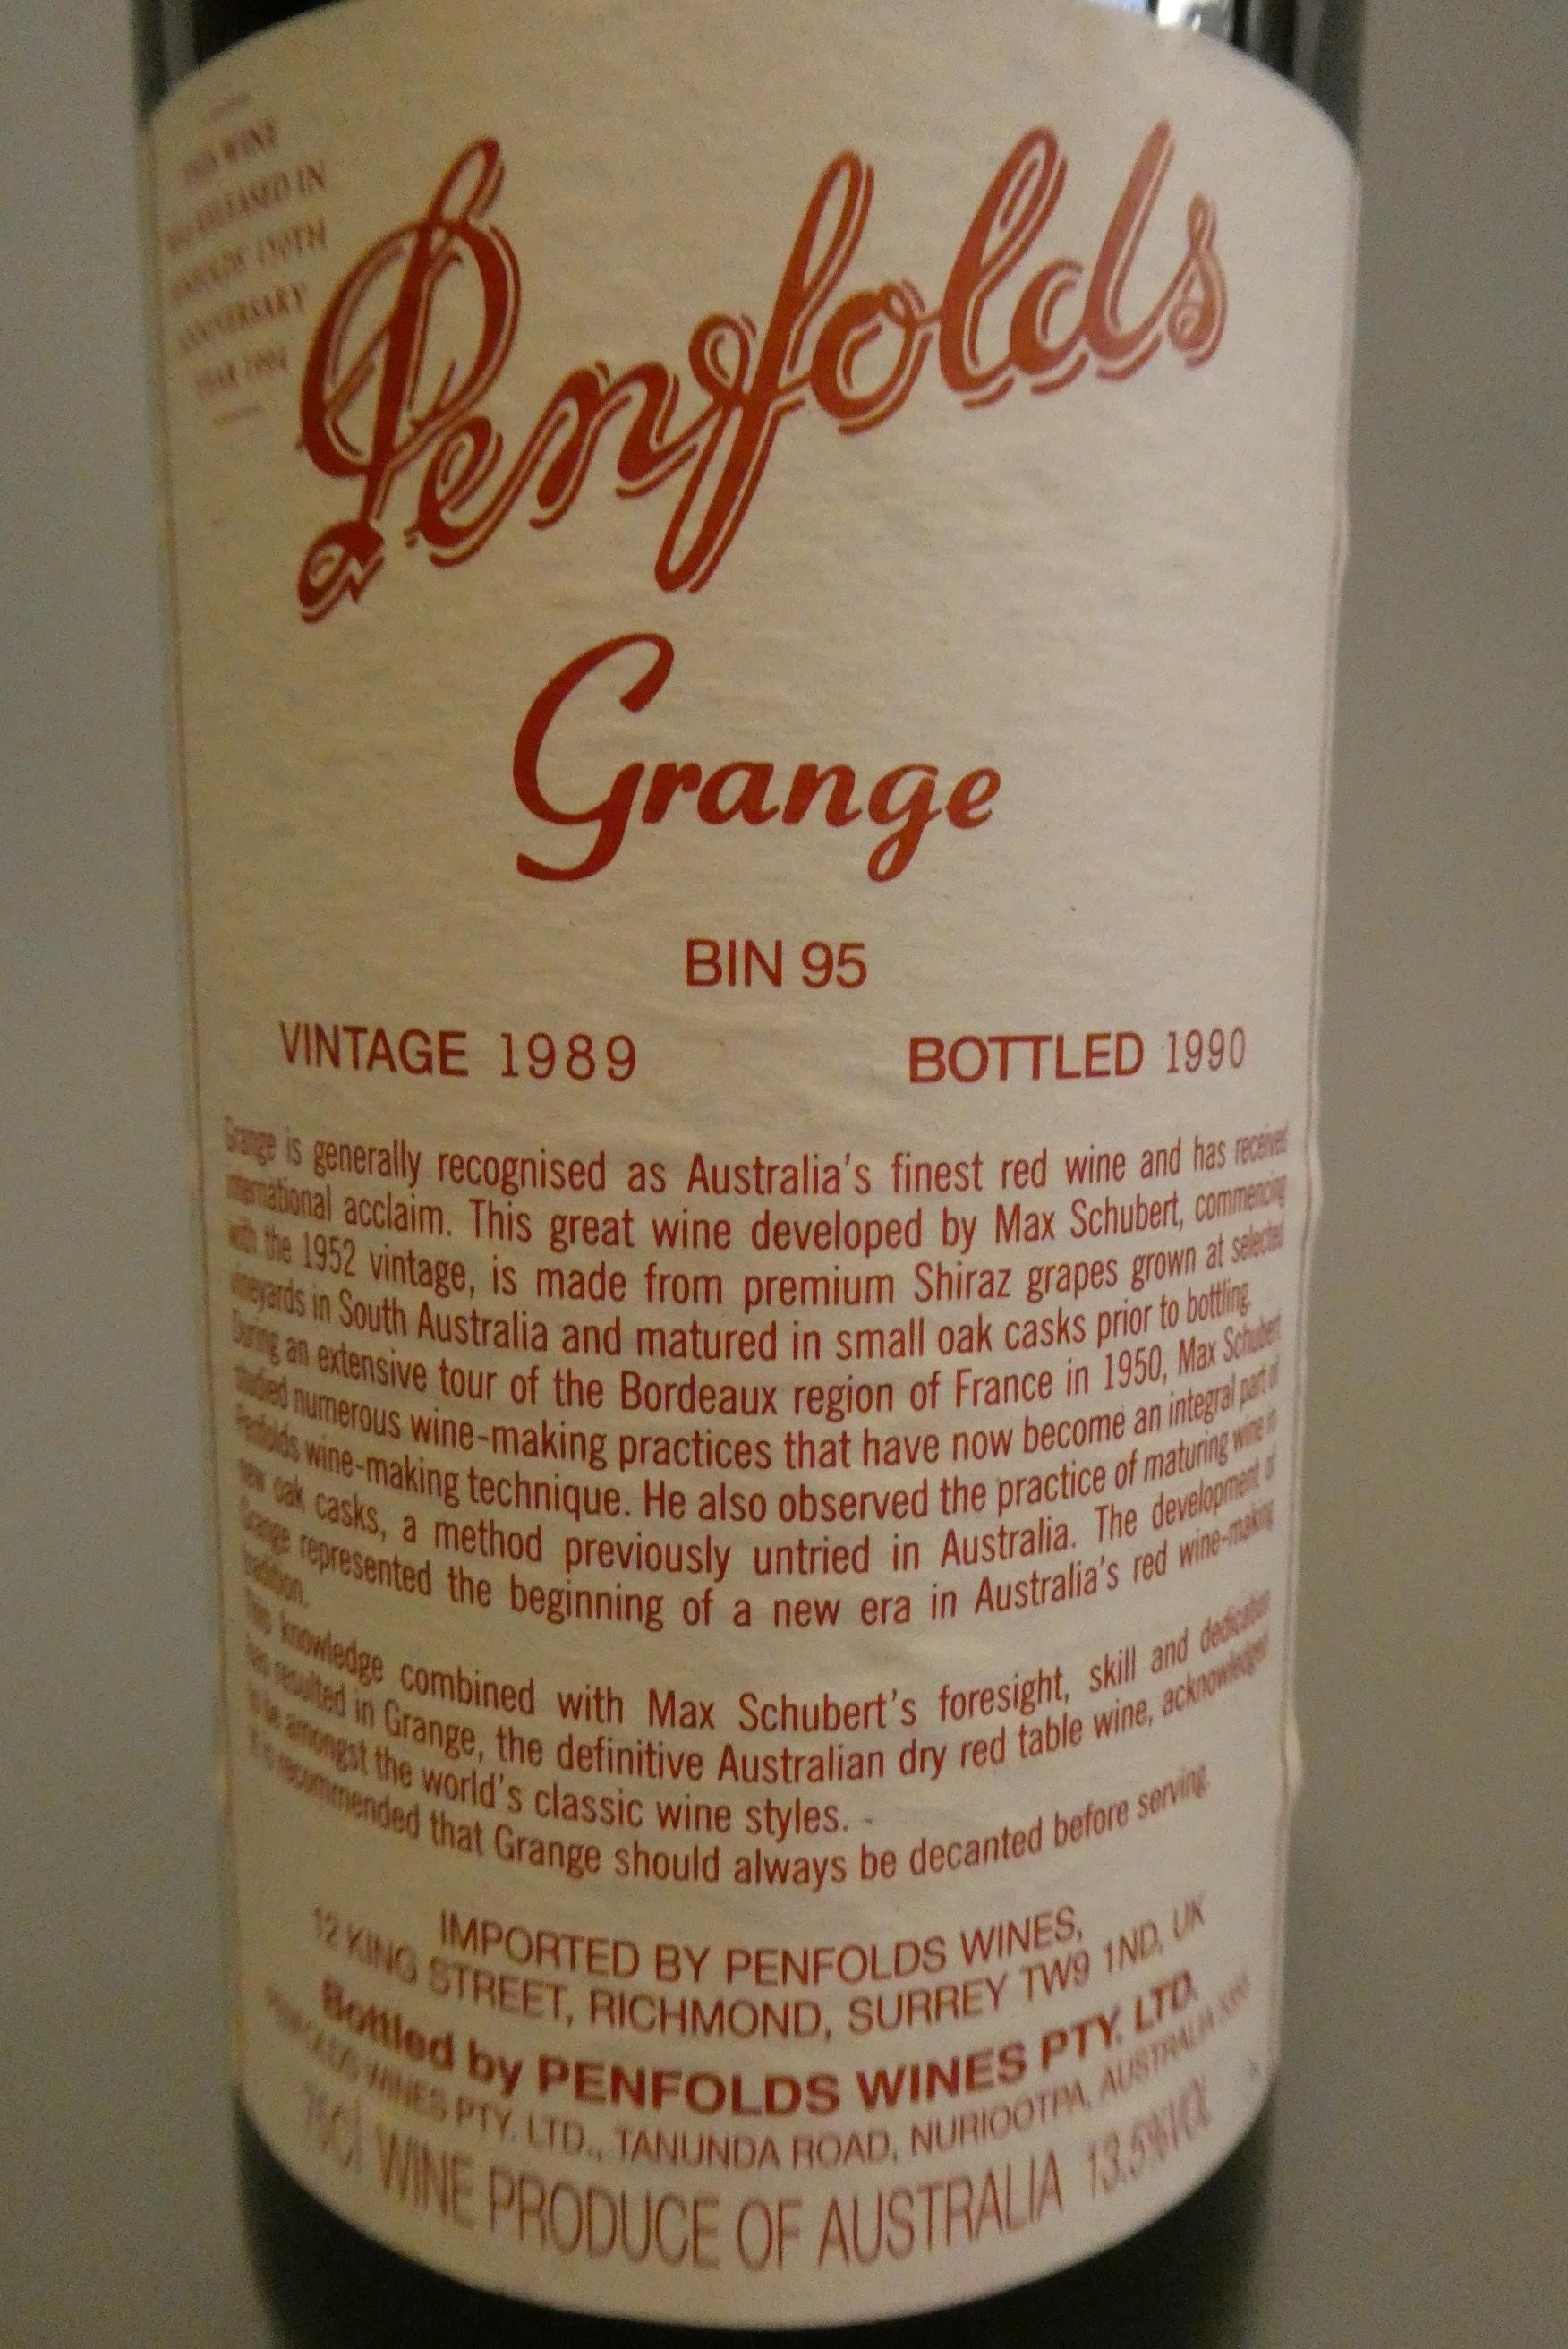 THIS WINE
WAS RELEASED IN
PENFOLDS' 150TH
ANNIVERSARY
YEAR 1994
Penfolds
Grange
BIN 95
VINTAGE 1989 BOTTLED 1990
Grange is generally recognised as Australia's finest red wine and has received
international acclaim. This great wine developed by Max Schubert, commencing
with the 1952 vintage, is made from premium Shiraz grapes grown at selected
vineyards in South Australia and matured in small oak casks prior to bottling.
During an extensive tour of the Bordeaux region of France in 1950, Max Schubert
studied numerous wine-making practices that have now become an integral part of
Penfolds wine-making technique. He also observed the practice of maturing wine in
new oak casks, a method previously untried in Australia. The development of
Grange represented the beginning of a new era in Australia's red wine-making
tradition.
This knowledge combined with Max Schubert's foresight, skill and dedication
has resulted in Grange, the definitive Australian dry red table wine, acknowledged
to be amongst the world's classic wine styles.
It is recommended that Grange should always be decanted before serving.
IMPORTED BY PENFOLDS WINES,
12 KING STREET, RICHMOND, SURREY TW9 1ND, UK
Bottled by PENFOLDS WINES PTY. LTD.
PENFOLDS WINES PTY. LTD., TANUNDA ROAD, NURIOOTPA, AUSTRALIA
75Cl WINE PRODUCE OF AUSTRALIA 13.5%VOL